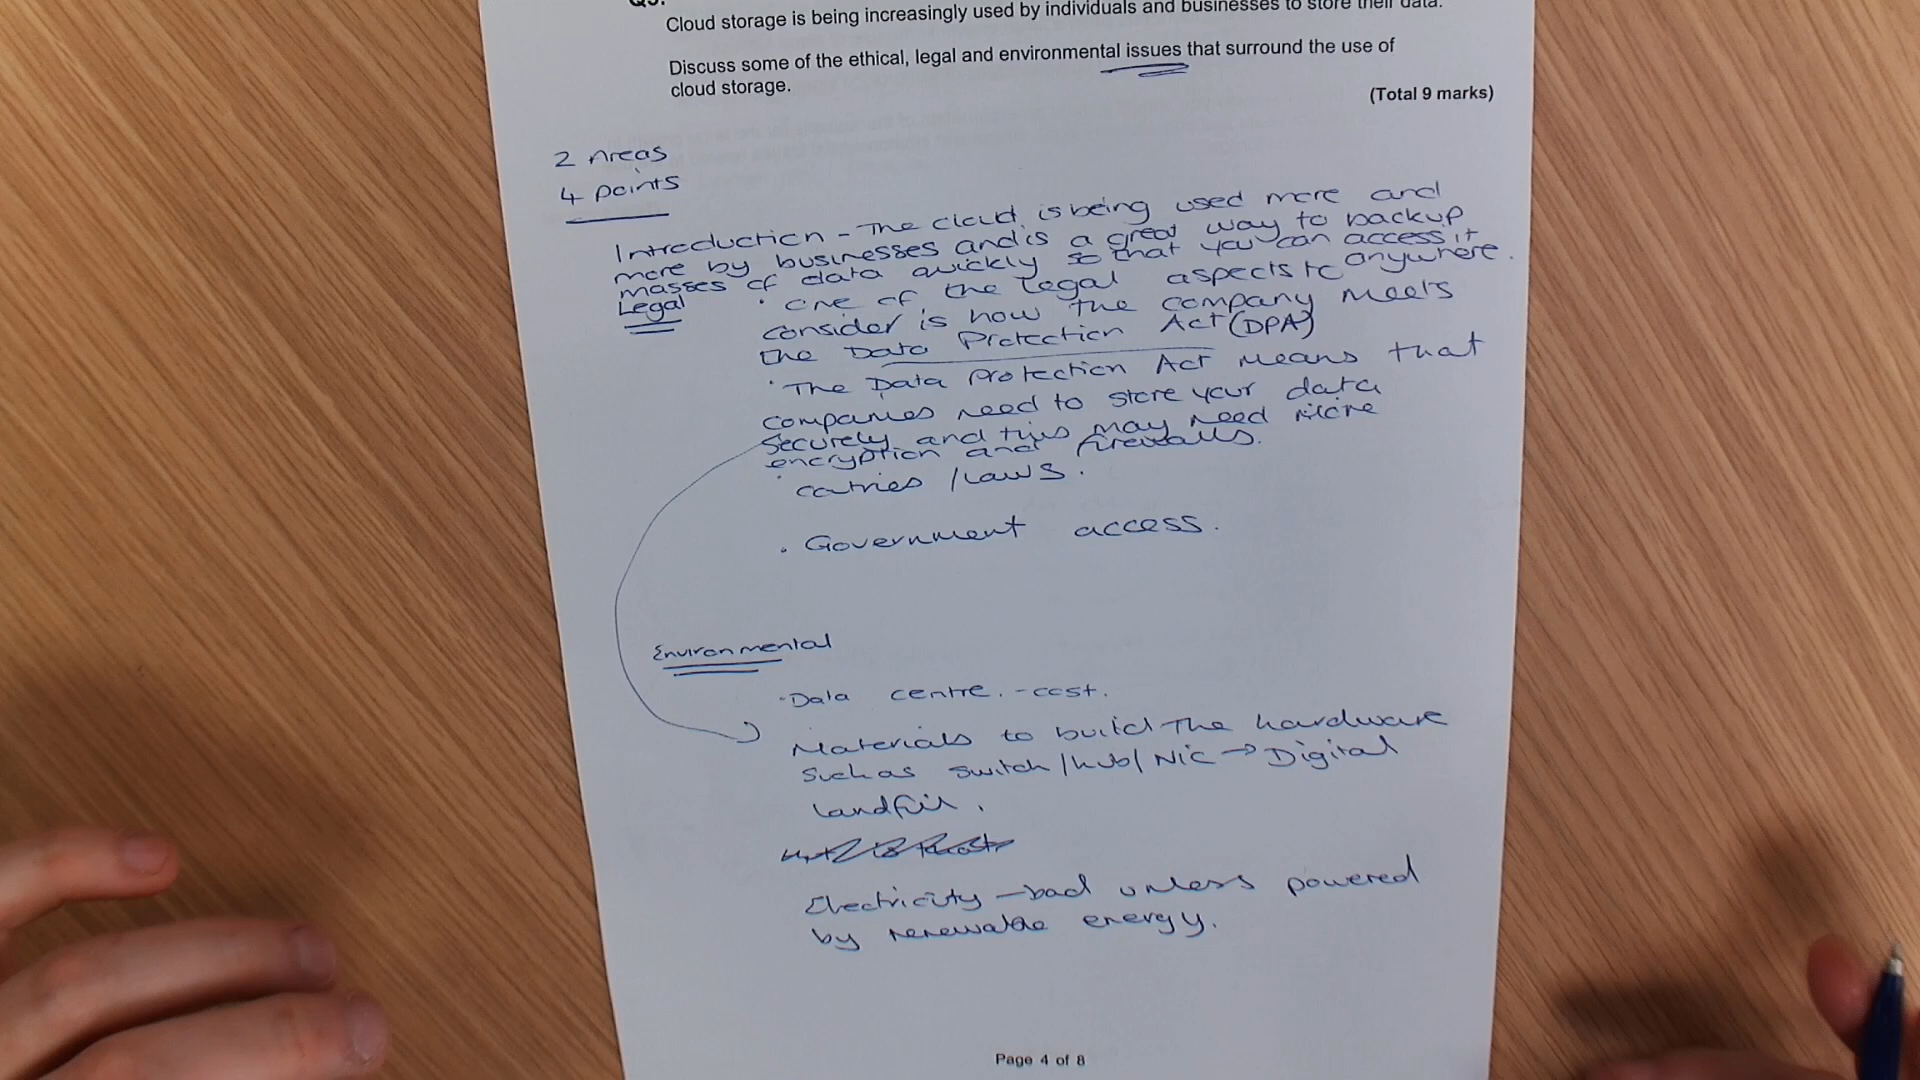 Cloud storage is being increasingly used by individuals and businesses to store their data.
Discuss some of the ethical, legal and environmental issues that surround the use of
cloud storage.
(Total 9 marks)
2 Areas
4 points
Introduction - The cloud is being used more and
more by businesses and is a great way to backup
masses of data quickly so that you can access it
anywhere.
Legal
· One of the legal aspects to
consider is how the company meets
the Data Protection Act (DPA)
· The Data Protection Act means that
companies need to store your data
securely and this may need more
encryption and firewalls.
· /Laws.
· Government access.
Environmental
· Data centre. - cost.
Materials to build the hardware
such as switch/hub/NIC → Digital
landfill.
Electricity - bad unless powered
by renewable energy.
Page 4 of 8